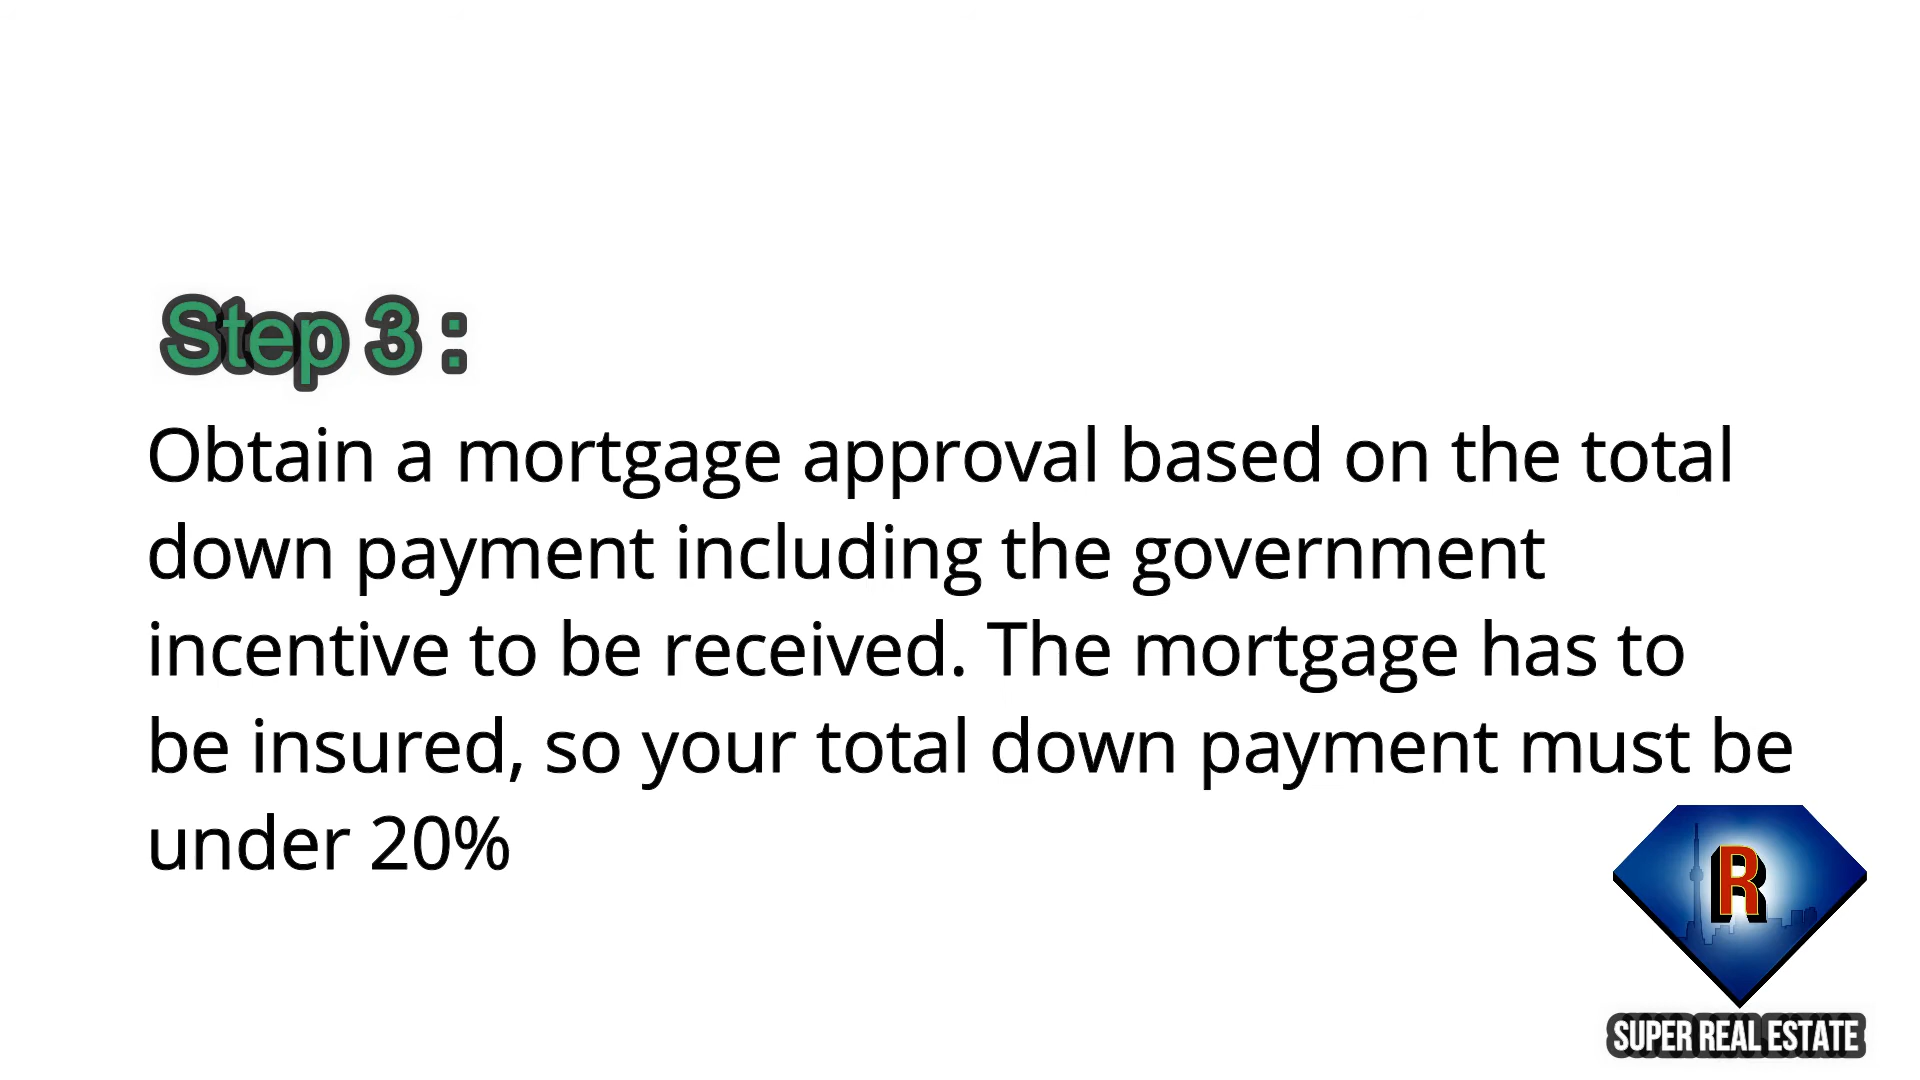 Step 3 :
Obtain a mortgage approval based on the total
down payment including the government
incentive to be received. The mortgage has to
be insured, so your total down payment must be
under 20%
R
SUPER REAL ESTATE